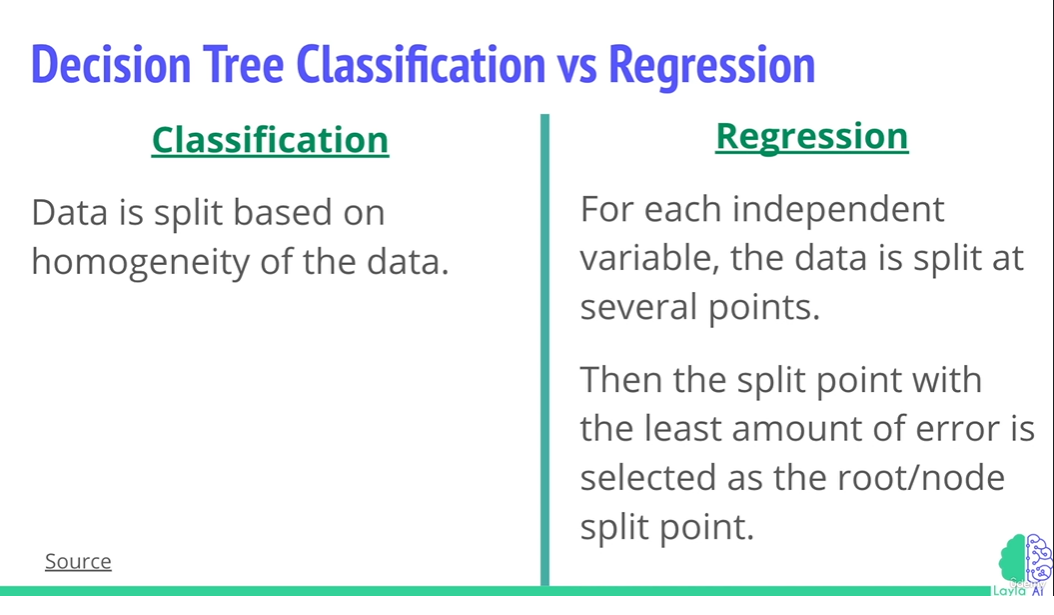 Decision Tree Classification vs Regression
Classification
Data is split based on
homogeneity of the data.
Regression
For each independent
variable, the data is split at
several points.
Then the split point with
the least amount of error is
selected as the root/node
split point.
Source
Udemy
Layla Ai